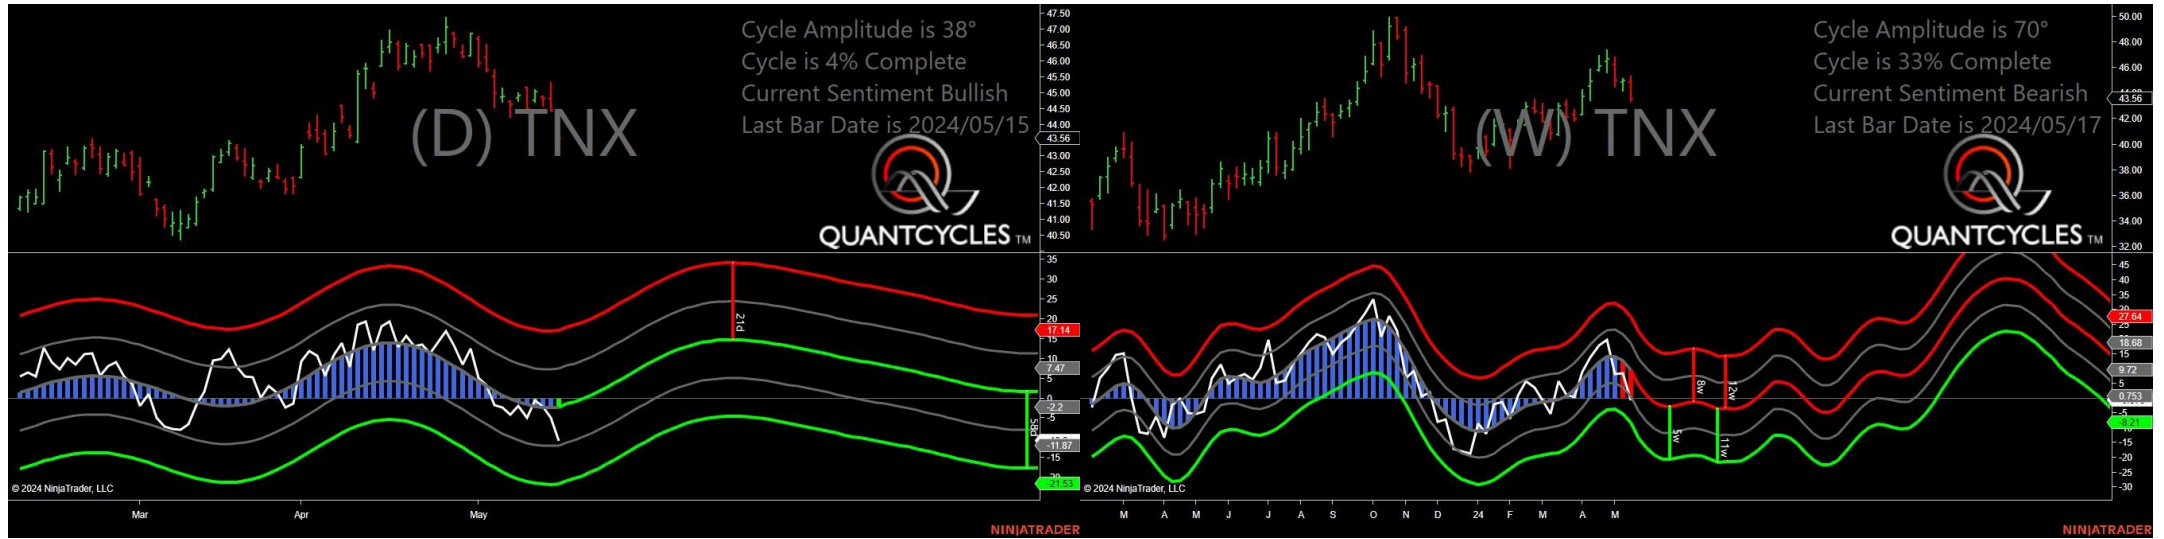 Cycle Amplitude is 38°
Cycle is 4% Complete
Current Sentiment Bullish
Last Bar Date is 2024/05/15
(D) TNX
QUANTCYCLES TM
47.50
47.00
46.50
46.00
45.50
45.00
44.50
44.00
43.56
43.00
42.50
42.00
41.50
41.00
40.50
35
30
25
20
17.14
15
10
7.47
5
0
-2.2
-5
-11.87
-15
-21.53
21d
58d
© 2024 NinjaTrader, LLC
Mar Apr May
NINJATRADER
Cycle Amplitude is 70°
Cycle is 33% Complete
Current Sentiment Bearish
Last Bar Date is 2024/05/17
(W) TNX
QUANTCYCLES TM
50.00
48.00
46.00
43.56
42.00
40.00
38.00
36.00
34.00
32.00
45
40
35
30
27.64
25
18.68
15
9.72
5
0.753
-5
-8.21
-10
-15
-20
-25
-30
8w
12w
5w
11w
© 2024 NinjaTrader, LLC
M A M J J A S O N D 24 F M A M
NINJATRADER